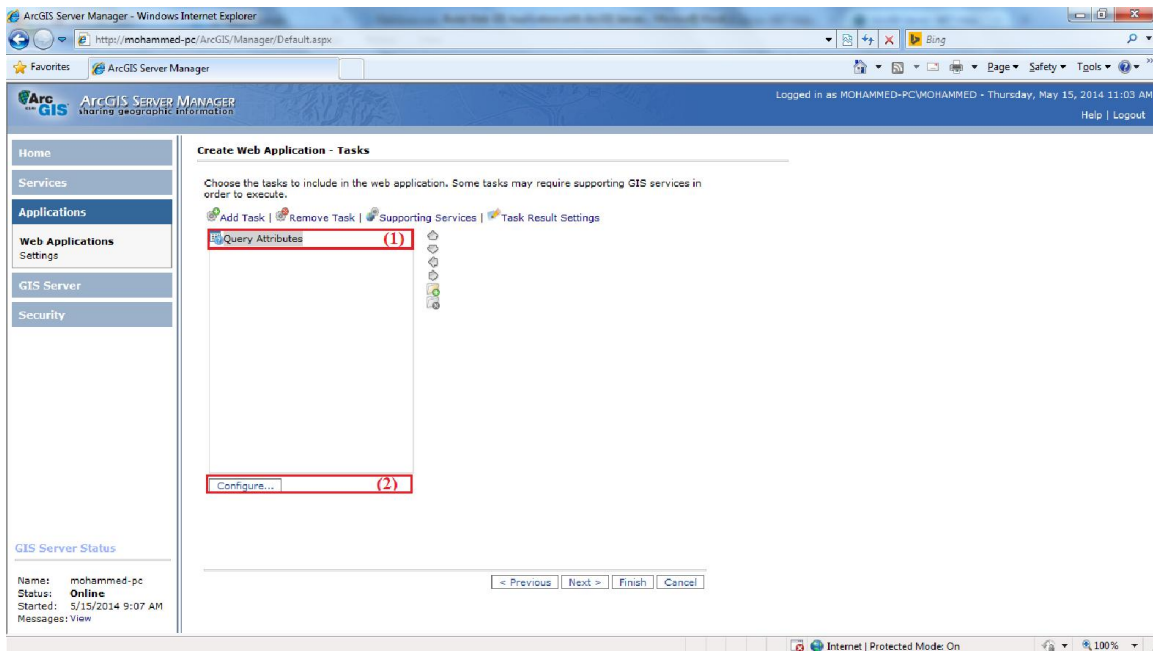 ArcGIS Server Manager - Windows Internet Explorer
http://mohammed-pc/ArcGIS/Manager/Default.aspx
Bing
Favorites
ArcGIS Server Manager
Page
Safety
Tools
Arc GIS
ArcGIS Server Manager
sharing geographic information
Logged in as MOHAMMED-PC\MOHAMMED - Thursday, May 15, 2014 11:03 AM
Help | Logout
Home
Services
Applications
Web Applications
Settings
GIS Server
Security
Create Web Application - Tasks
Choose the tasks to include in the web application. Some tasks may require supporting GIS services in
order to execute.
Add Task | Remove Task | Supporting Services | Task Result Settings
Query Attributes (1)
Configure... (2)
< Previous Next > Finish Cancel
GIS Server Status
Name: mohammed-pc
Status: Online
Started: 5/15/2014 9:07 AM
Messages: View
Internet | Protected Mode: On
100%